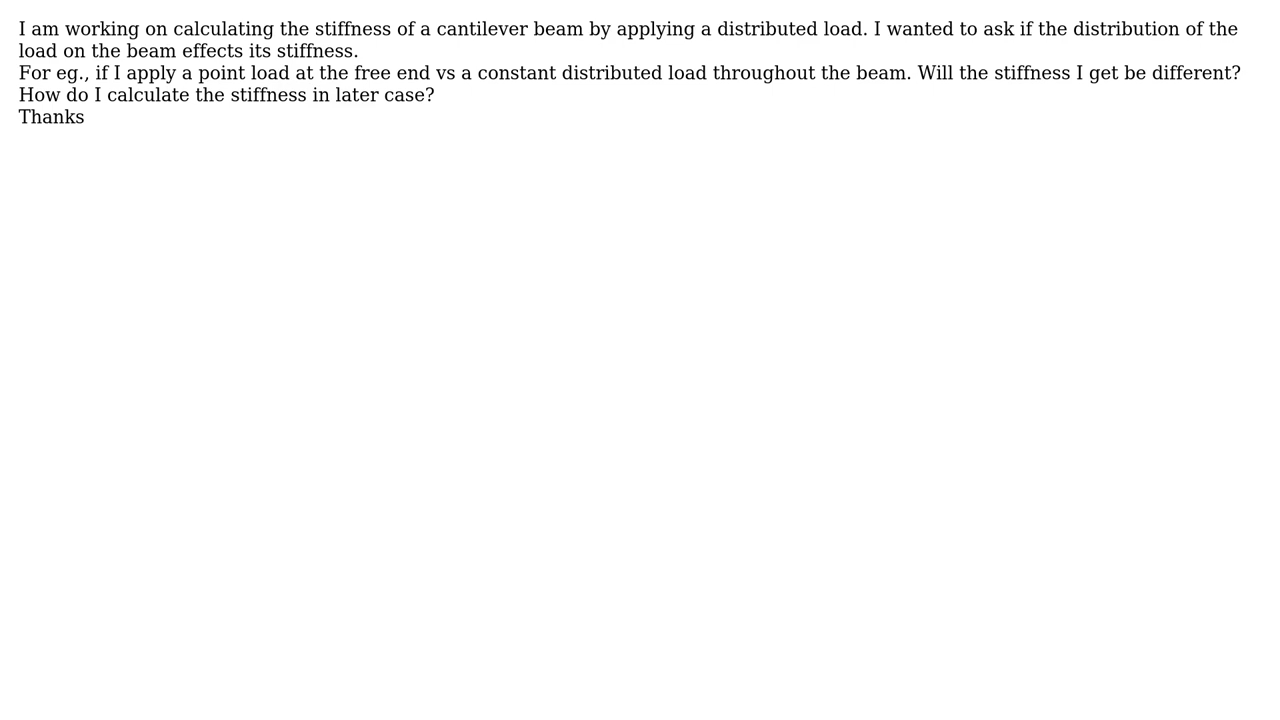 I am working on calculating the stiffness of a cantilever beam by applying a distributed load. I wanted to ask if the distribution of the
load on the beam effects its stiffness.
For eg., if I apply a point load at the free end vs a constant distributed load throughout the beam. Will the stiffness I get be different?
How do I calculate the stiffness in later case?
Thanks